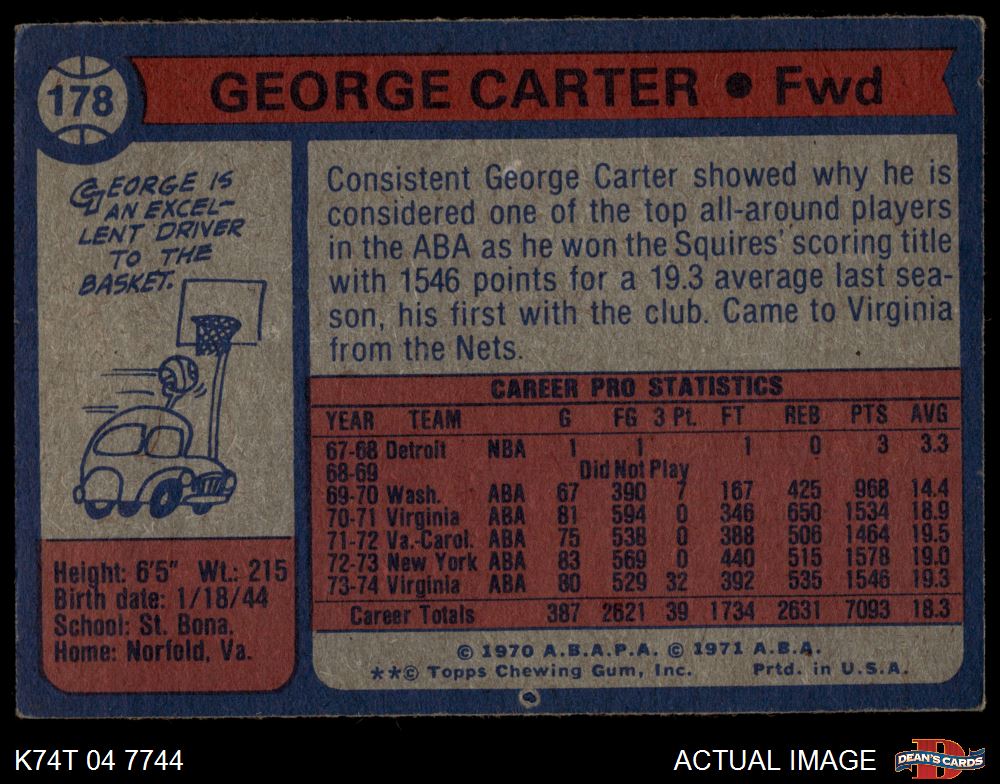 178
GEORGE CARTER ● Fwd
GEORGE IS
AN EXCEL-
LENT DRIVER
TO THE
BASKET.
Height: 6'5" Wt.: 215
Birth date: 1/18/44
School: St. Bona.
Home: Norfold, Va.
Consistent George Carter showed why he is
considered one of the top all-around players
in the ABA as he won the Squires' scoring title
with 1546 points for a 19.3 average last sea-
son, his first with the club. Came to Virginia
from the Nets.
CAREER PRO STATISTICS
YEAR TEAM G FG 3 Pt. FT REB PTS AVG
67-68 Detroit NBA 1 1 1 0 3 3.3
68-69 Did Not Play
69-70 Wash. ABA 67 390 7 167 425 968 14.4
70-71 Virginia ABA 81 594 0 346 650 1534 18.9
71-72 Va.-Carol. ABA 75 538 0 388 506 1464 19.5
72-73 New York ABA 83 569 0 440 515 1578 19.0
73-74 Virginia ABA 80 529 32 392 535 1546 19.3
Career Totals 387 2621 39 1734 2631 7093 18.3
© 1970 A.B.A.P.A. © 1971 A.B.A.
**© Topps Chewing Gum, Inc. Prtd. in U.S.A.
K74T 04 7744
ACTUAL IMAGE
D
DEAN'S CARDS